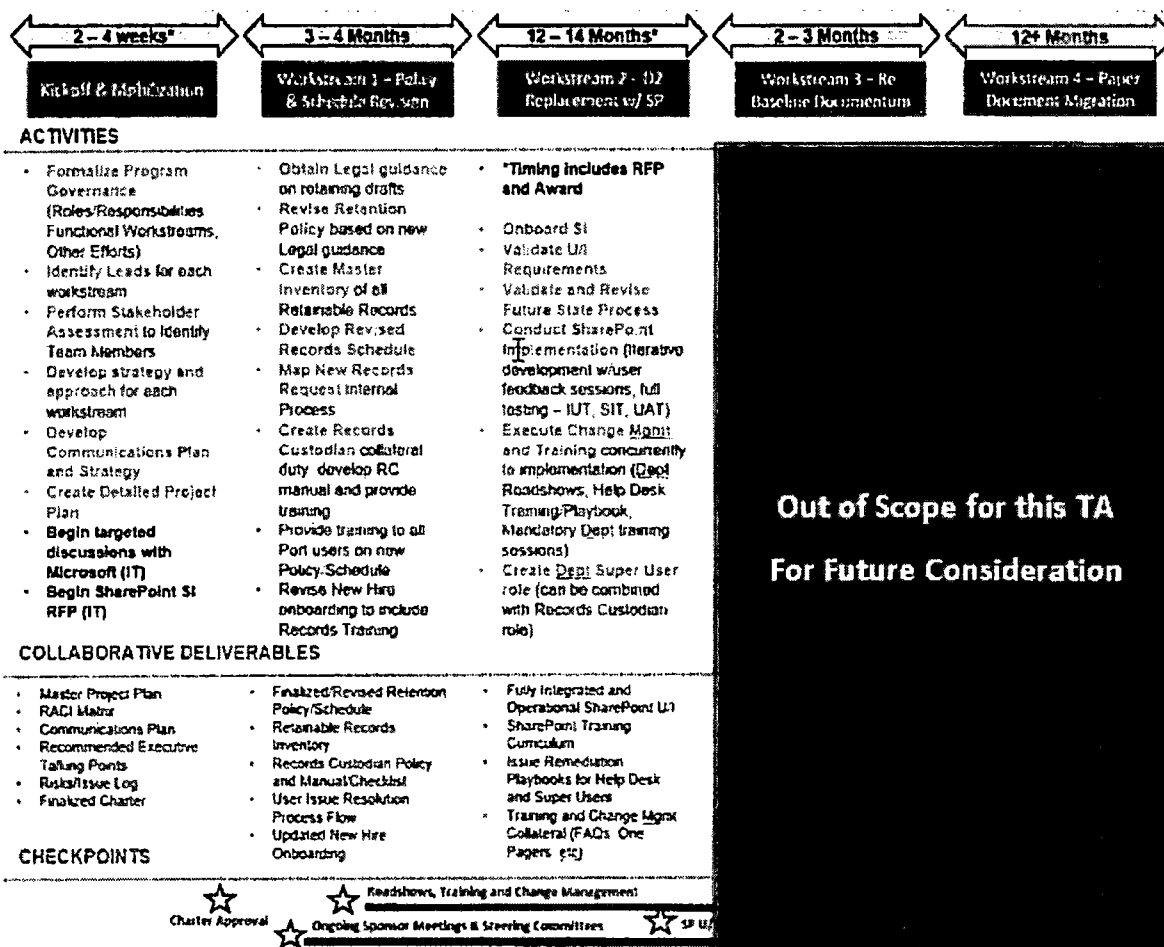 2 – 4 weeks*
3 – 4 Months
12 – 14 Months*
2 – 3 Months
12+ Months
Kickoff & Mobilization
Workstream 1 – Policy
& Schedule Revision
Workstream 2 - D2
Replacement w/ SP
Workstream 3 – Re
Baseline Documentum
Workstream 4 – Paper
Document Migration
ACTIVITIES
• Formalize Program
Governance
(Roles/Responsibilities
Functional Workstreams,
Other Efforts)
• Identify Leads for each
workstream
• Perform Stakeholder
Assessment to Identify
Team Members
• Develop strategy and
approach for each
workstream
• Develop
Communications Plan
and Strategy
• Create Detailed Project
Plan
• Begin targeted
discussions with
Microsoft (IT)
• Begin SharePoint SI
RFP (IT)
• Obtain Legal guidance
on retaining drafts
• Revise Retention
Policy based on new
Legal guidance
• Create Master
Inventory of all
Retainable Records
• Develop Revised
Records Schedule
• Map New Records
Request Internal
Process
• Create Records
Custodian collateral
duty, develop RC
manual and provide
training
• Provide training to all
Port users on new
Policy/Schedule
• Revise New Hire
onboarding to include
Records Training
• *Timing includes RFP
and Award
• Onboard SI
• Validate U/I
Requirements
• Validate and Revise
Future State Process
• Conduct SharePoint
Implementation (Iterative
development w/user
feedback sessions, full
testing – IUT, SIT, UAT)
• Execute Change Mgmt
and Training concurrently
to implementation (Dept
Roadshows, Help Desk
Training/Playbook,
Mandatory Dept training
sessions)
• Create Dept Super User
role (can be combined
with Records Custodian
role)
Out of Scope for this TA
For Future Consideration
COLLABORATIVE DELIVERABLES
• Master Project Plan
• RACI Matrix
• Communications Plan
• Recommended Executive
Talking Points
• Risks/Issue Log
• Finalized Charter
• Finalized/Revised Retention
Policy/Schedule
• Retainable Records
Inventory
• Records Custodian Policy
and Manual/Checklist
• User Issue Resolution
Process Flow
• Updated New Hire
Onboarding
• Fully Integrated and
Operational SharePoint U/I
• SharePoint Training
Curriculum
• Issue Remediation
Playbooks for Help Desk
and Super Users
• Training and Change Mgmt
Collateral (FAQs, One
Pagers, etc)
CHECKPOINTS
Roadshows, Training and Change Management
Charter Approval
Ongoing Sponsor Meetings & Steering Committees
SP U/